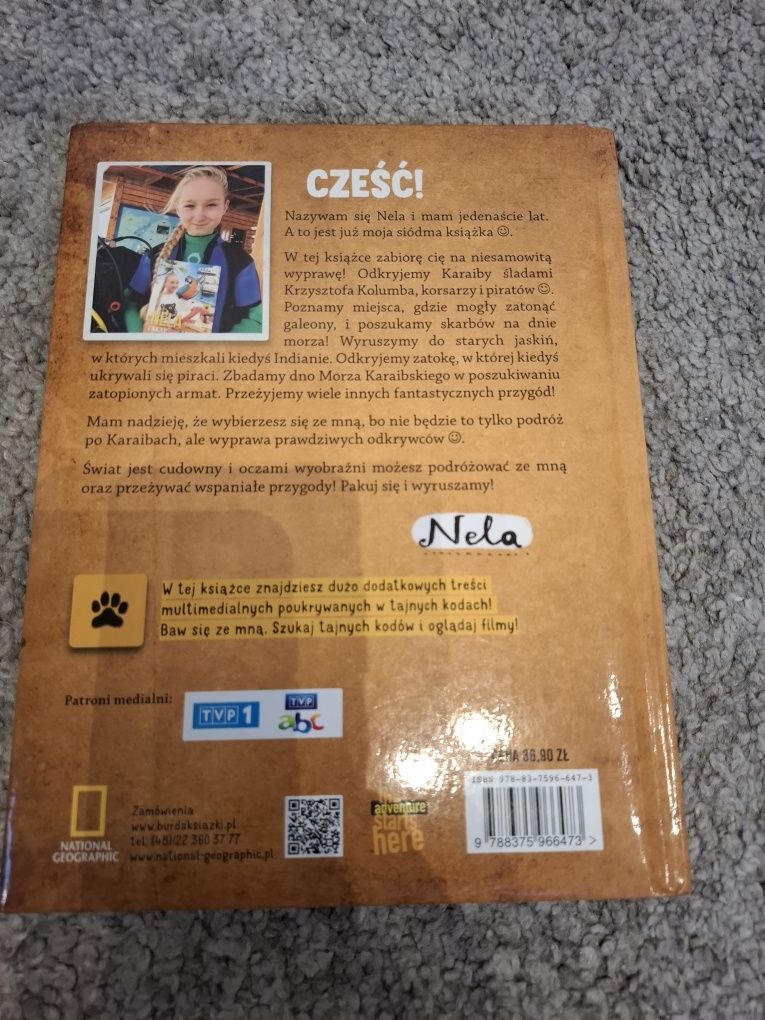 CZEŚĆ!
Nazywam się Nela i mam jedenaście lat.
A to jest już moja siódma książka ☺.
W tej książce zabiorę cię na niesamowitą
wyprawę! Odkryjemy Karaiby śladami
Krzysztofa Kolumba, korsarzy i piratów ☺.
Poznamy miejsca, gdzie mogły zatonąć
galeony, i poszukamy skarbów na dnie
morza! Wyruszymy do starych jaskiń,
w których mieszkali kiedyś Indianie. Odkryjemy zatokę, w której kiedyś
ukrywali się piraci. Zbadamy dno Morza Karaibskiego w poszukiwaniu
zatopionych armat. Przeżyjemy wiele innych fantastycznych przygód!
Mam nadzieję, że wybierzesz się ze mną, bo nie będzie to tylko podróż
po Karaibach, ale wyprawa prawdziwych odkrywców ☺.
Świat jest cudowny i oczami wyobraźni możesz podróżować ze mną
oraz przeżywać wspaniałe przygody! Pakuj się i wyruszamy!
Nela
W tej książce znajdziesz dużo dodatkowych treści
multimedialnych poukrywanych w tajnych kodach!
Baw się ze mną. Szukaj tajnych kodów i oglądaj filmy!
Patroni medialni:
TVP 1
TVP
abc
CENA 36,90 ZŁ
ISBN 978-83-7596-647-3
9 788375 966473 >
NATIONAL
GEOGRAPHIC
Zamówienia
www.burdaksiazki.pl
tel. (48)22 360 37 77
www.national-geographic.pl
adventure
starts
here
NELA